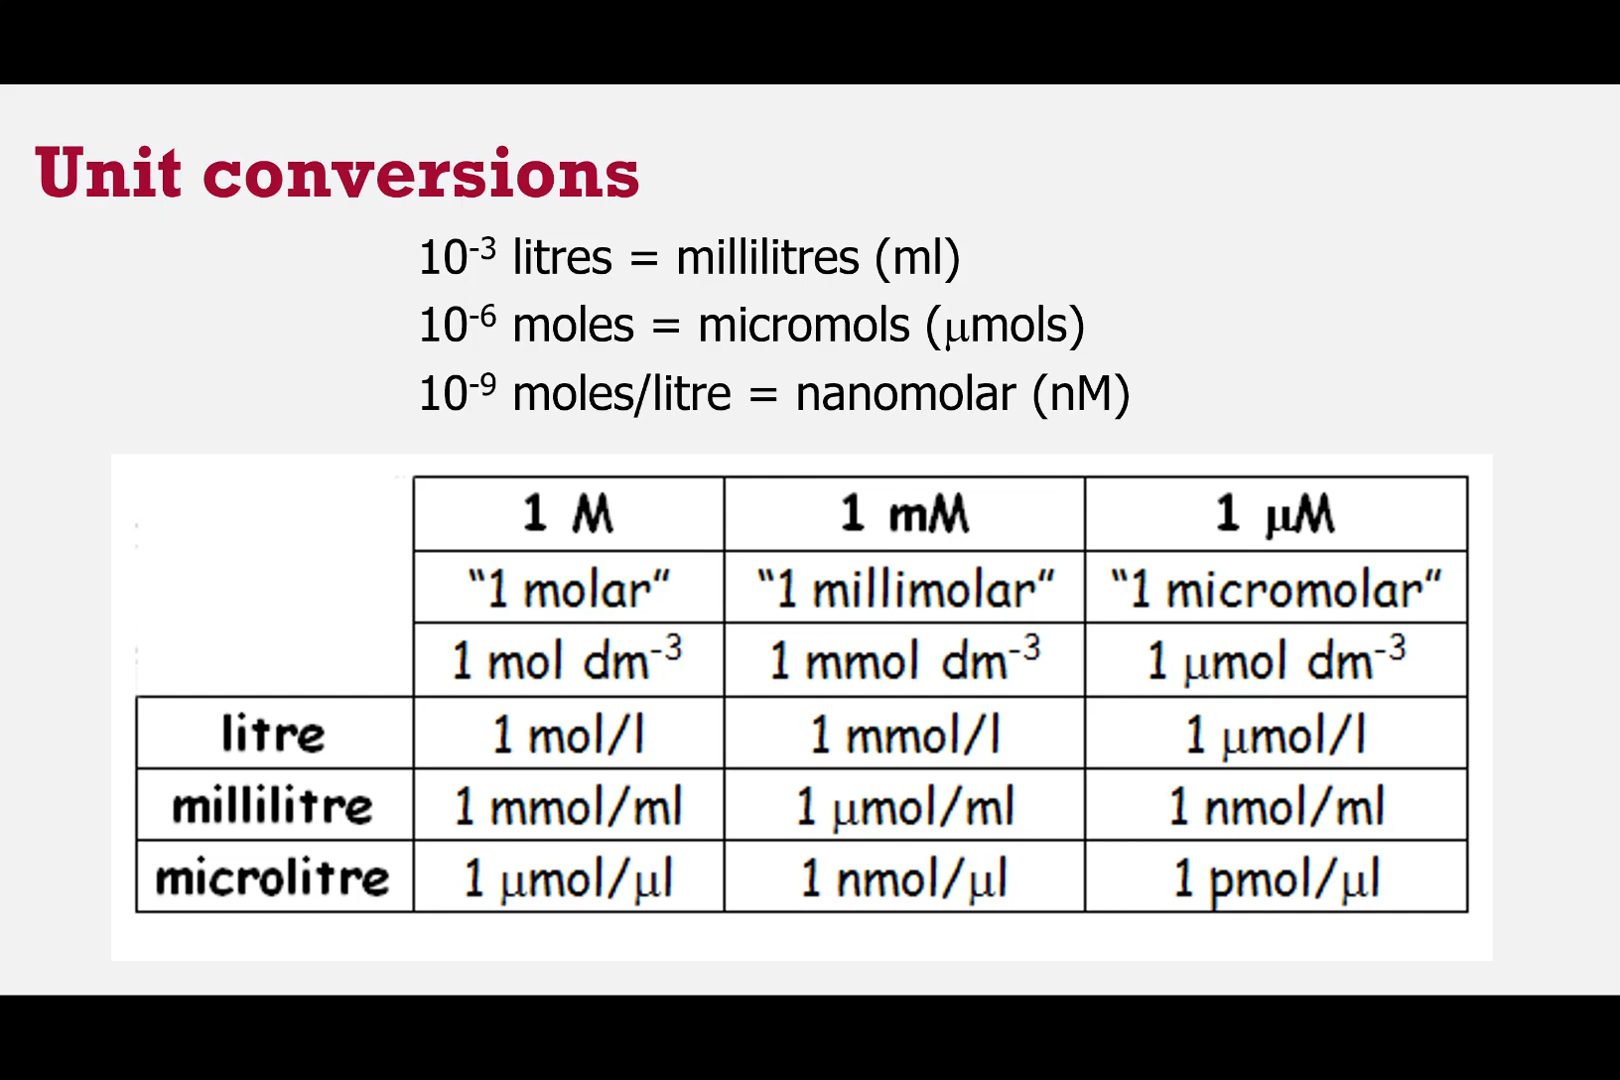 Unit conversions
10⁻³ litres = millilitres (ml)
10⁻⁶ moles = micromols (μmols)
10⁻⁹ moles/litre = nanomolar (nM)
1 M 1 mM 1 μM
“1 molar” “1 millimolar” “1 micromolar”
1 mol dm⁻³ 1 mmol dm⁻³ 1 μmol dm⁻³
litre 1 mol/l 1 mmol/l 1 μmol/l
millilitre 1 mmol/ml 1 μmol/ml 1 nmol/ml
microlitre 1 μmol/μl 1 nmol/μl 1 pmol/μl